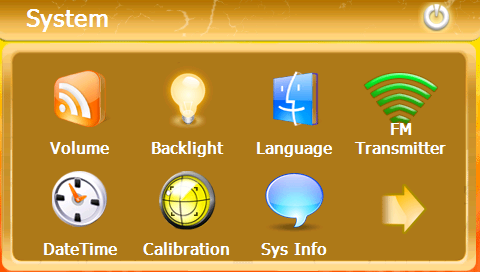 System
Volume
Backlight
Language
FM
Transmitter
DateTime
Calibration
Sys Info